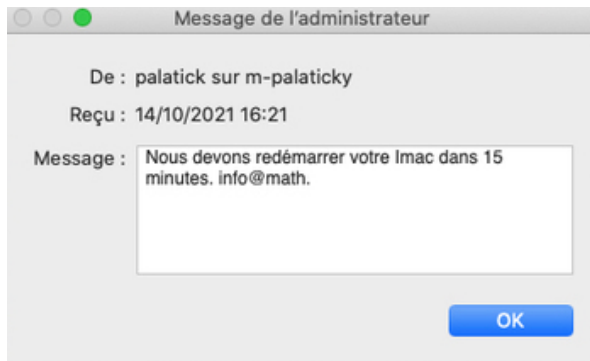 Message de l'administrateur
De : palatick sur m-palaticky
Reçu : 14/10/2021 16:21
Message : Nous devons redémarrer votre Imac dans 15
minutes. info@math.
OK